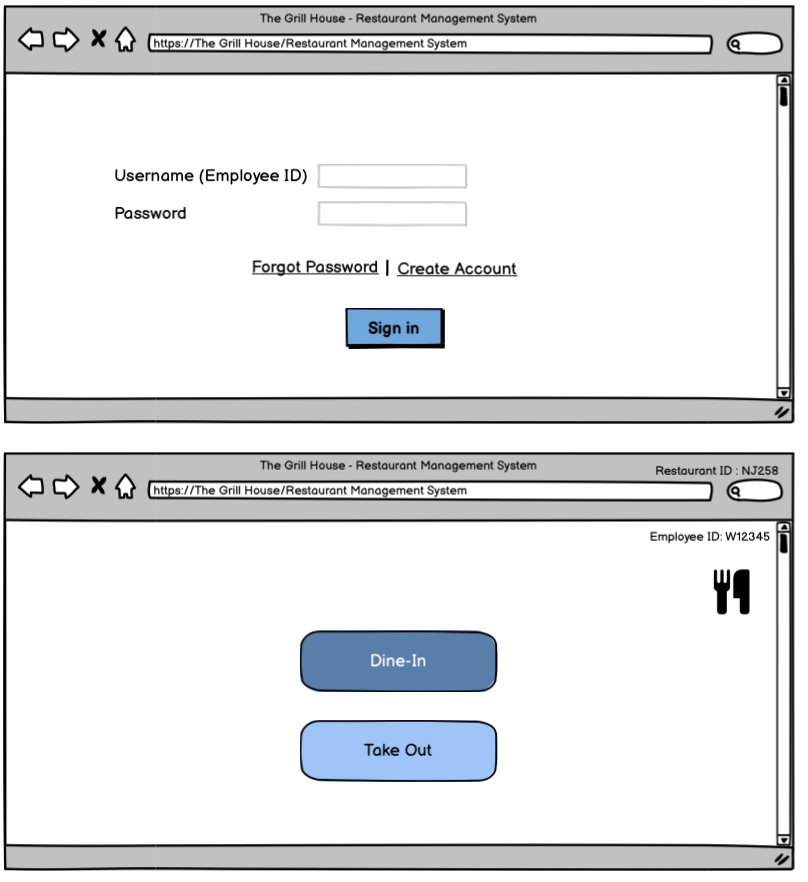 The Grill House - Restaurant Management System
https://The Grill House/Restaurant Management System
Username (Employee ID)
Password
Forgot Password | Create Account
Sign in
The Grill House - Restaurant Management System
Restaurant ID : NJ258
https://The Grill House/Restaurant Management System
Employee ID: W12345
Dine-In
Take Out